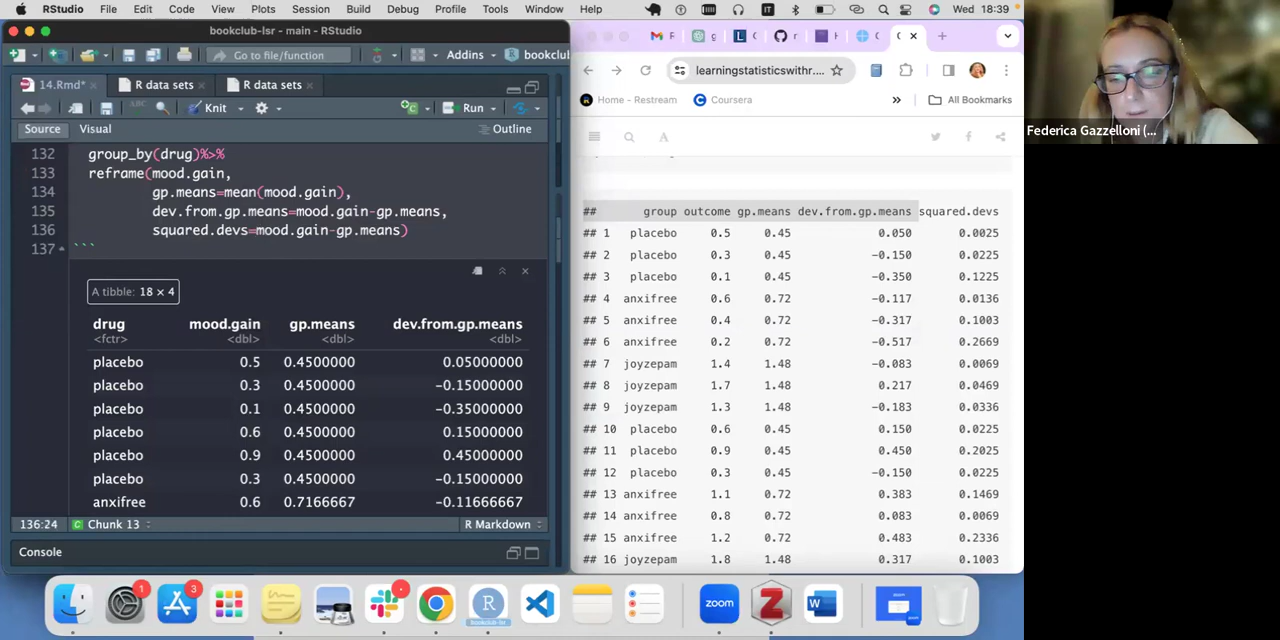 RStudio File Edit Code View Plots Session Build Debug Profile Tools Window Help Wed 18:39
bookclub-lsr - main - RStudio
Go to file/function Addins bookclu
14.Rmd* R data sets R data sets
Knit Run
Source Visual Outline
132 group_by(drug)%>%
133 reframe(mood.gain,
134 gp.means=mean(mood.gain),
135 dev.from.gp.means=mood.gain-gp.means,
136 squared.devs=mood.gain-gp.means)
137 ```
A tibble: 18 × 4
drug mood.gain gp.means dev.from.gp.means
<fctr> <dbl> <dbl> <dbl>
placebo 0.5 0.4500000 0.05000000
placebo 0.3 0.4500000 -0.15000000
placebo 0.1 0.4500000 -0.35000000
placebo 0.6 0.4500000 0.15000000
placebo 0.9 0.4500000 0.45000000
placebo 0.3 0.4500000 -0.15000000
anxifree 0.6 0.7166667 -0.11666667
136:24 Chunk 13 R Markdown
Console
learningstatisticswithr....
Home - Restream Coursera » All Bookmarks
## group outcome gp.means dev.from.gp.means squared.devs
## 1 placebo 0.5 0.45 0.050 0.0025
## 2 placebo 0.3 0.45 -0.150 0.0225
## 3 placebo 0.1 0.45 -0.350 0.1225
## 4 anxifree 0.6 0.72 -0.117 0.0136
## 5 anxifree 0.4 0.72 -0.317 0.1003
## 6 anxifree 0.2 0.72 -0.517 0.2669
## 7 joyzepam 1.4 1.48 -0.083 0.0069
## 8 joyzepam 1.7 1.48 0.217 0.0469
## 9 joyzepam 1.3 1.48 -0.183 0.0336
## 10 placebo 0.6 0.45 0.150 0.0225
## 11 placebo 0.9 0.45 0.450 0.2025
## 12 placebo 0.3 0.45 -0.150 0.0225
## 13 anxifree 1.1 0.72 0.383 0.1469
## 14 anxifree 0.8 0.72 0.083 0.0069
## 15 anxifree 1.2 0.72 0.483 0.2336
## 16 joyzepam 1.8 1.48 0.317 0.1003
Federica Gazzelloni (...
1
3
zoom